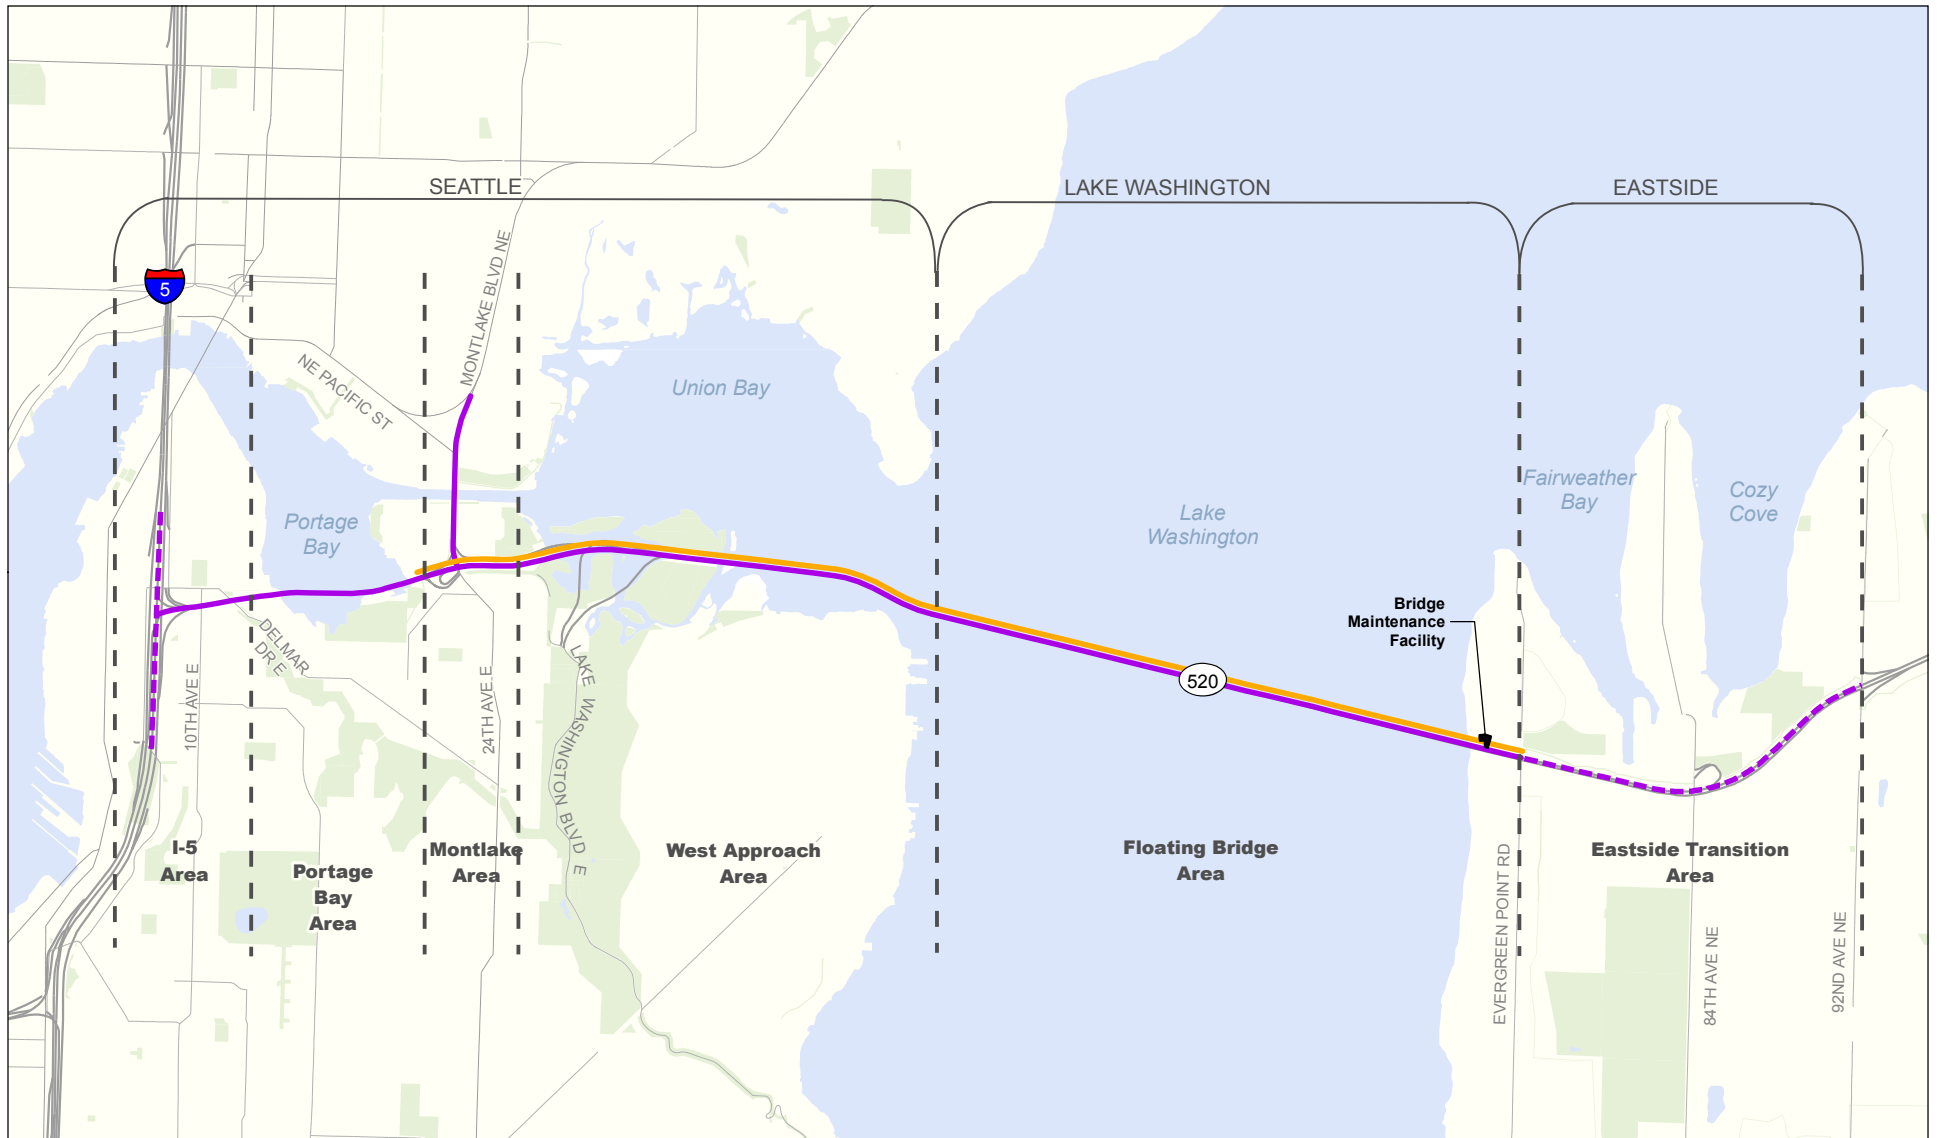 SEATTLE
LAKE WASHINGTON
EASTSIDE
5
MONTLAKE BLVD NE
NE PACIFIC ST
Union Bay
Portage
Bay
Lake
Washington
Fairweather
Bay
Cozy
Cove
Bridge
Maintenance
Facility
520
DELMAR
DR E
10TH AVE E
24TH AVE E
LAKE WASHINGTON BLVD E
I-5
Area
Portage
Bay
Area
Montlake
Area
West Approach
Area
Floating Bridge
Area
Eastside Transition
Area
EVERGREEN POINT RD
84TH AVE NE
92ND AVE NE